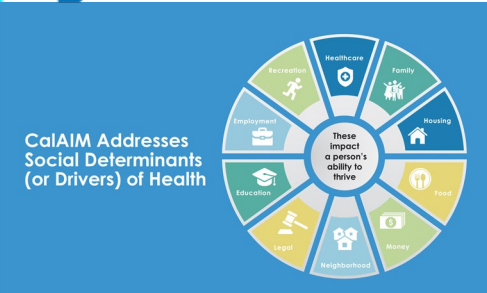 CalAIM Addresses
Social Determinants
(or Drivers) of Health
Healthcare
Family
Housing
Food
Money
Neighborhood
Legal
Education
Employment
Recreation
These
impact
a person's
ability to
thrive